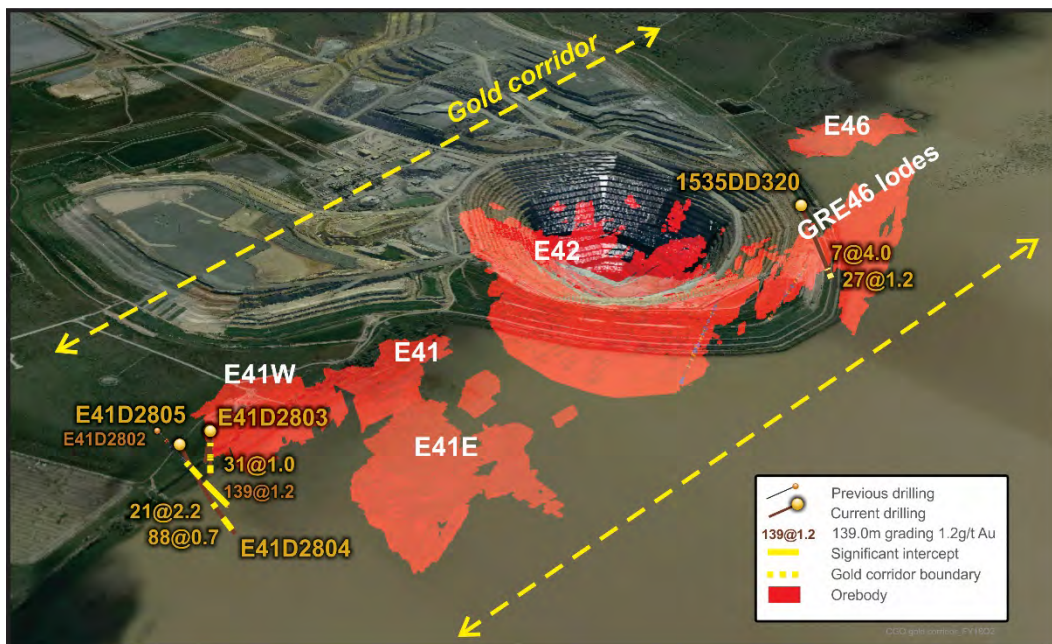 Gold corridor
E46
1535DD320
GRE46 lodes
E42
7@4.0
27@1.2
E41
E41W
E41D2805
E41D2803
E41D2802
E41E
31@1.0
139@1.2
21@2.2
88@0.7
E41D2804
Previous drilling
Current drilling
139@1.2 139.0m grading 1.2g/t Au
Significant intercept
Gold corridor boundary
Orebody